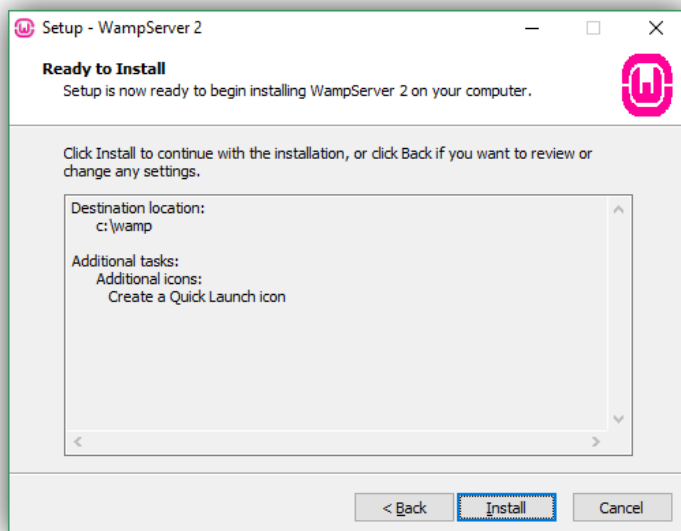 Setup - WampServer 2
Ready to Install
Setup is now ready to begin installing WampServer 2 on your computer.
W
Click Install to continue with the installation, or click Back if you want to review or
change any settings.
Destination location:
c:\wamp
Additional tasks:
Additional icons:
Create a Quick Launch icon
< Back
Install
Cancel